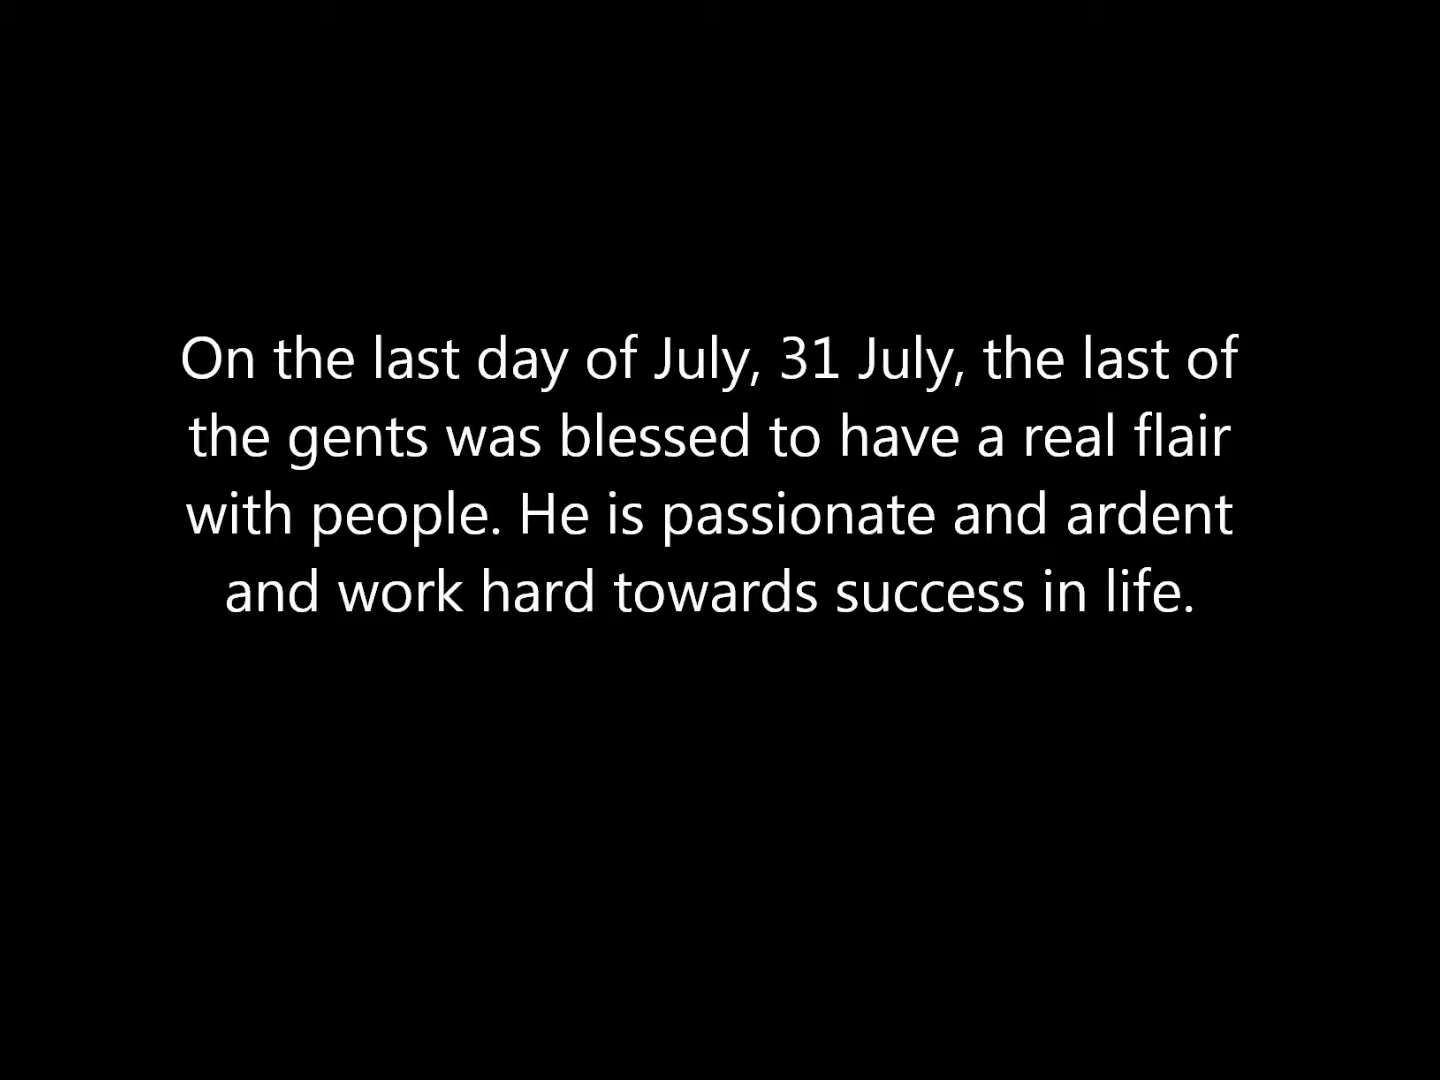 On the last day of July, 31 July, the last of
the gents was blessed to have a real flair
with people. He is passionate and ardent
and work hard towards success in life.